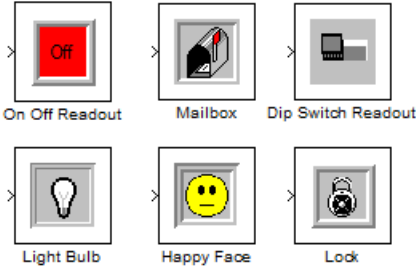 Off
On Off Readout
Mailbox
Dip Switch Readout
Light Bulb
Happy Face
Lock